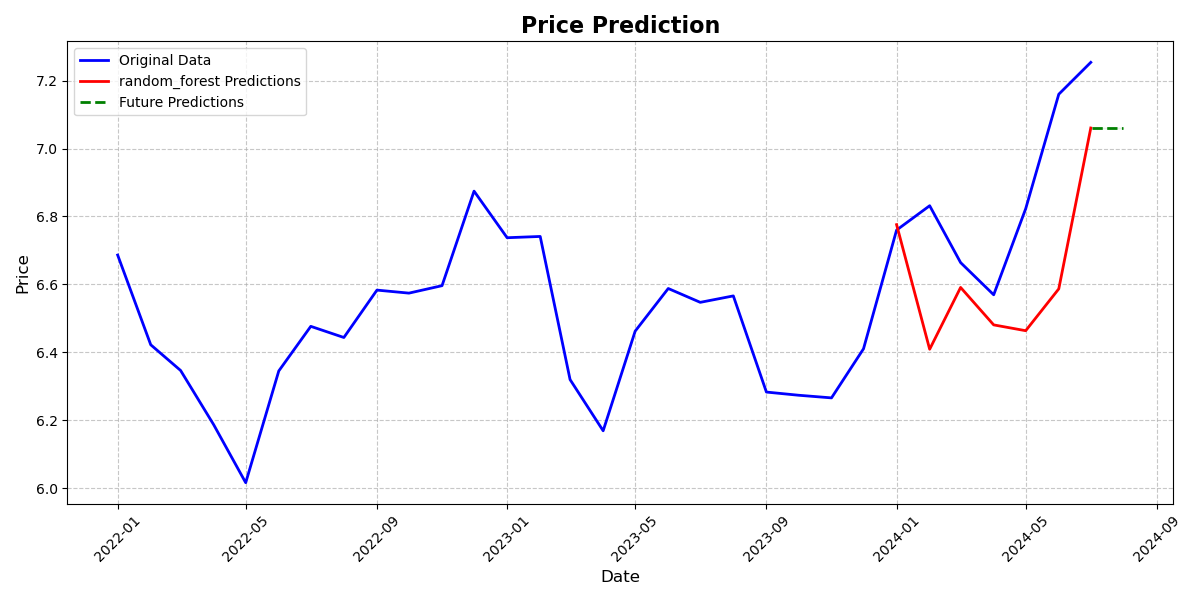 Price Prediction
Original Data
random_forest Predictions
Future Predictions
Price
7.2
7.0
6.8
6.6
6.4
6.2
6.0
2022-01
2022-05
2022-09
2023-01
2023-05
2023-09
2024-01
2024-05
2024-09
Date